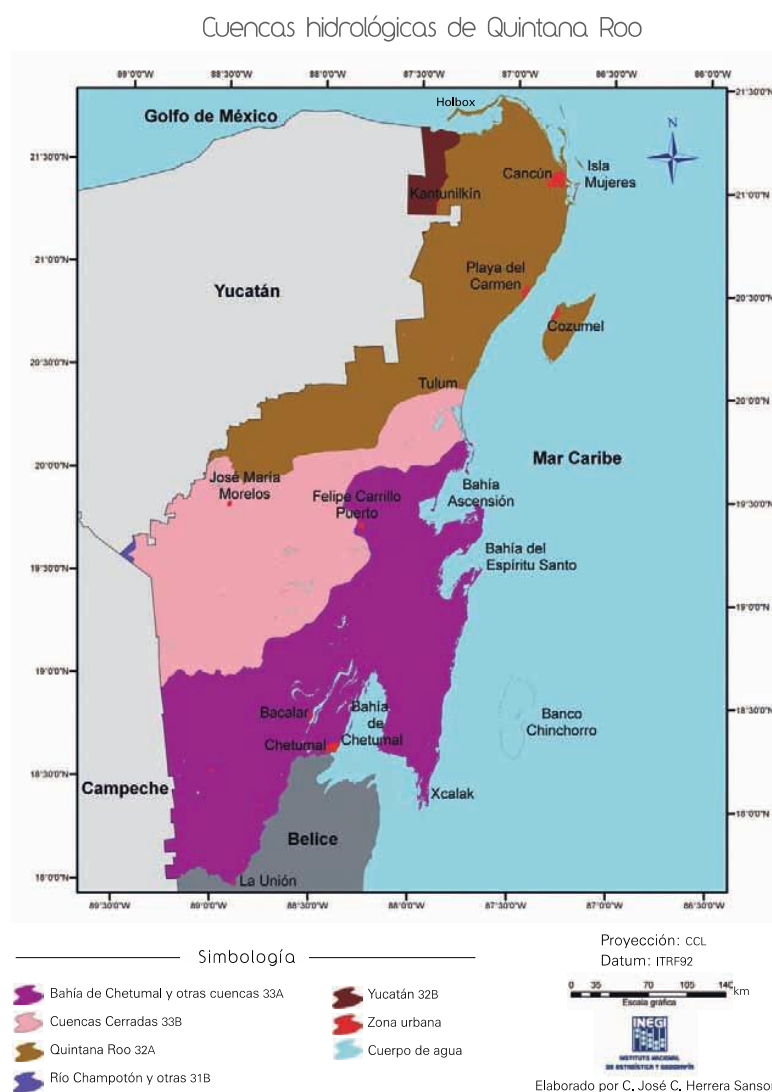 Cuencas hidrológicas de Quintana Roo
89°0'0"W 88°30'0"W 88°0'0"W 87°30'0"W 87°0'0"W 86°30'0"W 86°0'0"W
21°30'0"N
Holbox
Golfo de México
N
21°30'0"N
Cancún
Isla
Mujeres
Kantunilkín
21°0'0"N
21°0'0"N
Playa del
Carmen
Yucatán
20°30'0"N
Cozumel
20°30'0"N
Tulum
20°0'0"N
20°0'0"N
Mar Caribe
José María
Morelos
Felipe Carrillo
Puerto
Bahía
Ascensión
19°30'0"N
19°30'0"N
Bahía del
Espíritu Santo
19°0'0"N
19°0'0"N
Bacalar
Bahía
de
Chetumal
Chetumal
Banco
Chinchorro
18°30'0"N
18°30'0"N
Campeche
Xcalak
18°0'0"N
Belice
18°0'0"N
La Unión
89°30'0"W 89°0'0"W 88°30'0"W 88°0'0"W 87°30'0"W 87°0'0"W 86°30'0"W
Simbología
Bahía de Chetumal y otras cuencas 33A
Cuencas Cerradas 33B
Quintana Roo 32A
Río Champotón y otras 31B
Yucatán 32B
Zona urbana
Cuerpo de agua
Proyección: CCL
Datum: ITRF92
0 35 70 105 140 km
Escala gráfica
INEGI
INSTITUTO NACIONAL
DE ESTADÍSTICA Y GEOGRAFÍA
Elaborado por C. José C. Herrera Sansor